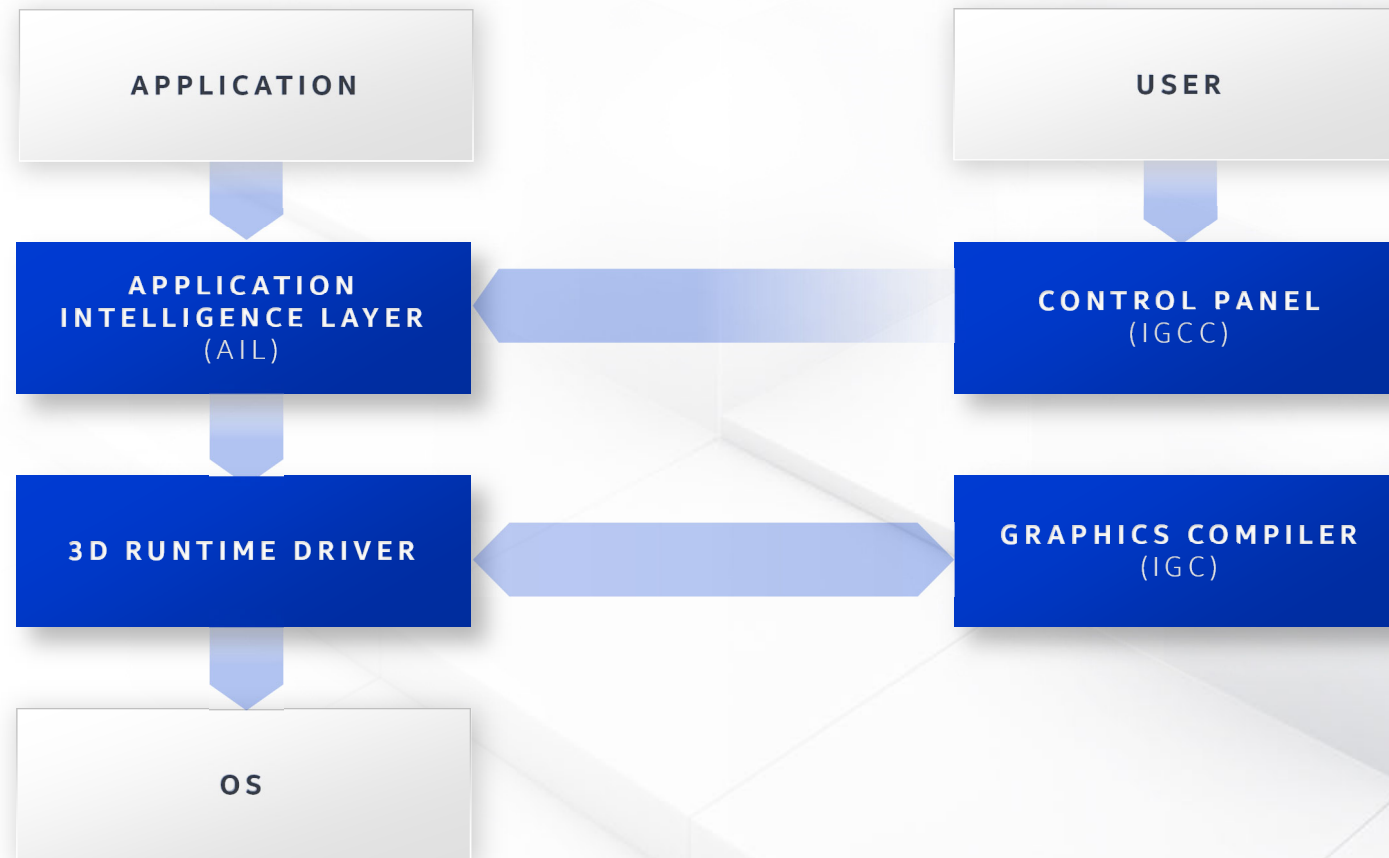 APPLICATION
USER
APPLICATION
INTELLIGENCE LAYER
(AIL)
CONTROL PANEL
(IGCC)
3D RUNTIME DRIVER
GRAPHICS COMPILER
(IGC)
OS